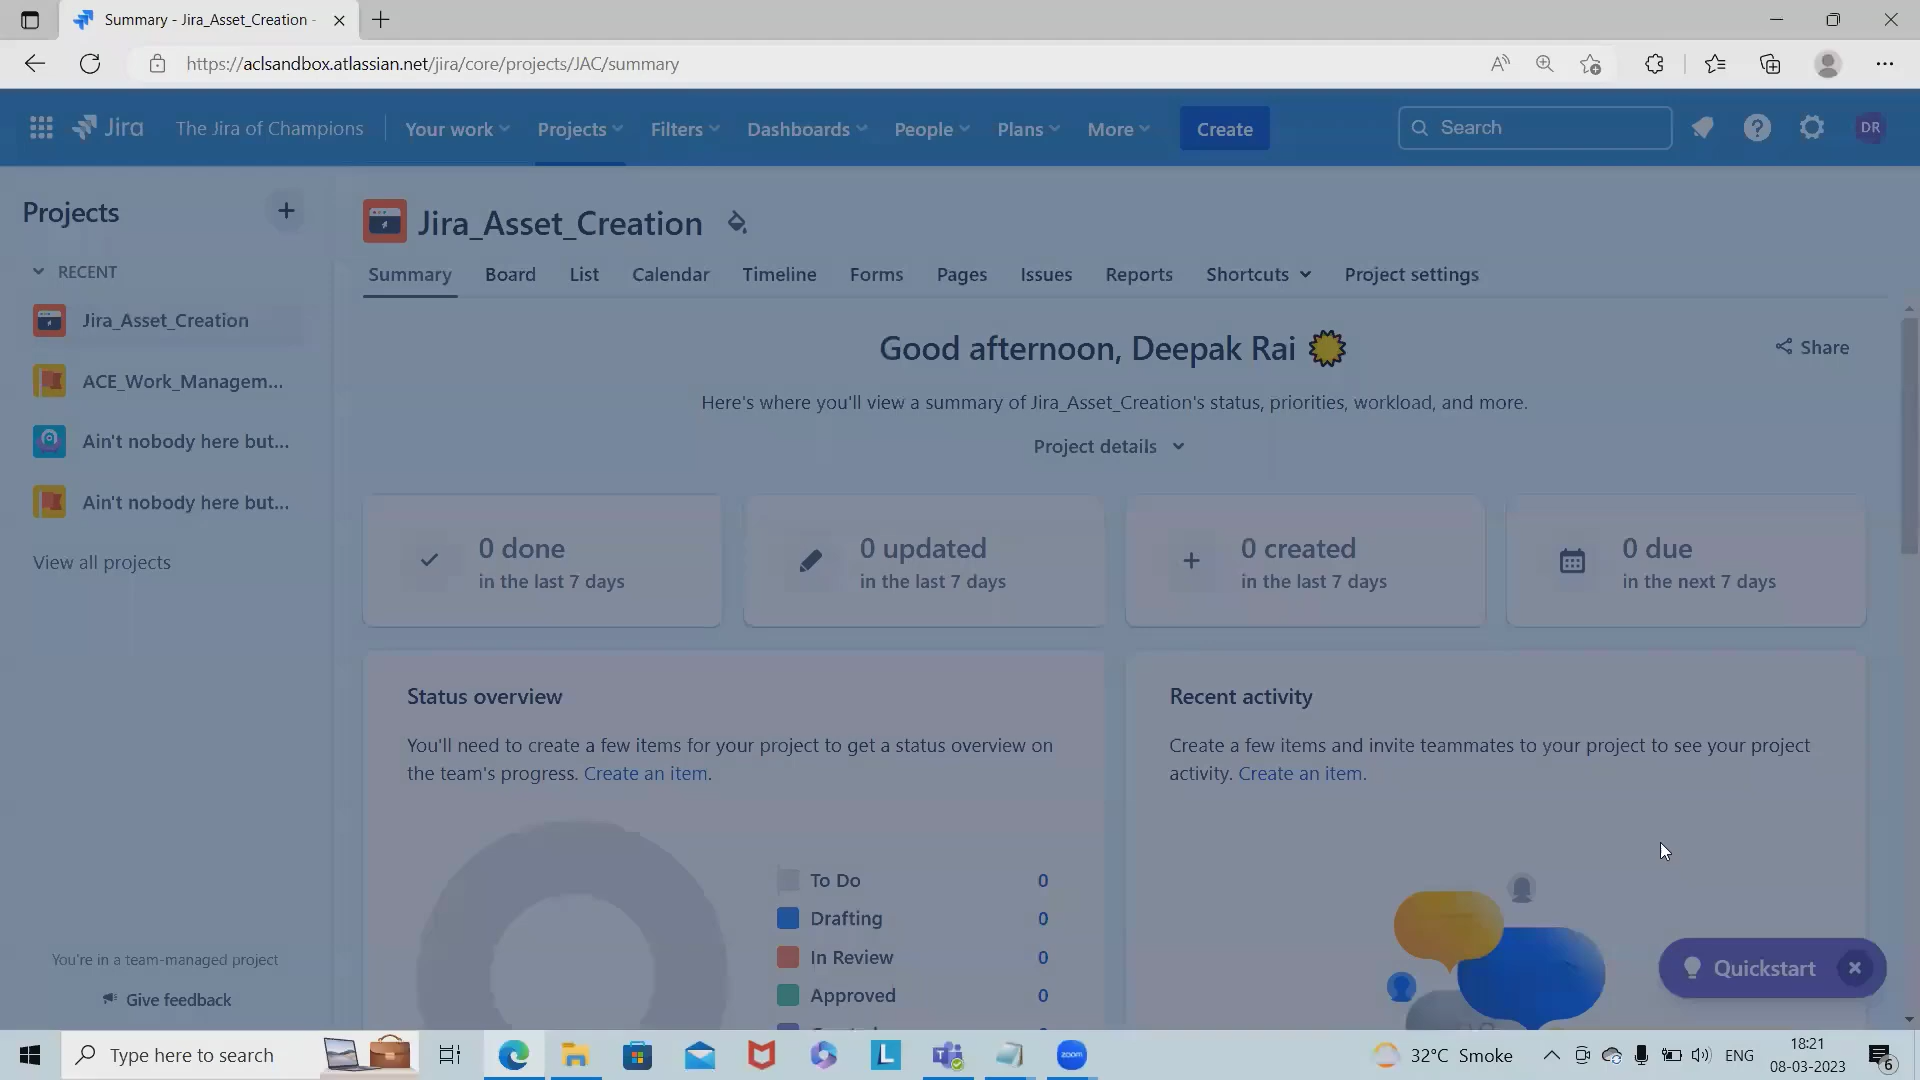 Summary - Jira_Asset_Creation -
https://aclsandbox.atlassian.net/jira/core/projects/JAC/summary
Jira
The Jira of Champions
Your work
Projects
Filters
Dashboards
People
Plans
More
Create
Search
DR
Projects
RECENT
Jira_Asset_Creation
ACE_Work_Managem...
Ain't nobody here but...
Ain't nobody here but...
View all projects
You're in a team-managed project
Give feedback
Jira_Asset_Creation
Summary
Board
List
Calendar
Timeline
Forms
Pages
Issues
Reports
Shortcuts
Project settings
Good afternoon, Deepak Rai
Share
Here's where you'll view a summary of Jira_Asset_Creation's status, priorities, workload, and more.
Project details
0 done
in the last 7 days
0 updated
in the last 7 days
0 created
in the last 7 days
0 due
in the next 7 days
Status overview
You'll need to create a few items for your project to get a status overview on
the team's progress. Create an item.
To Do 0
Drafting 0
In Review 0
Approved 0
Recent activity
Create a few items and invite teammates to your project to see your project
activity. Create an item.
Quickstart
Type here to search
L
zoom
32°C Smoke
ENG
18:21
08-03-2023
6